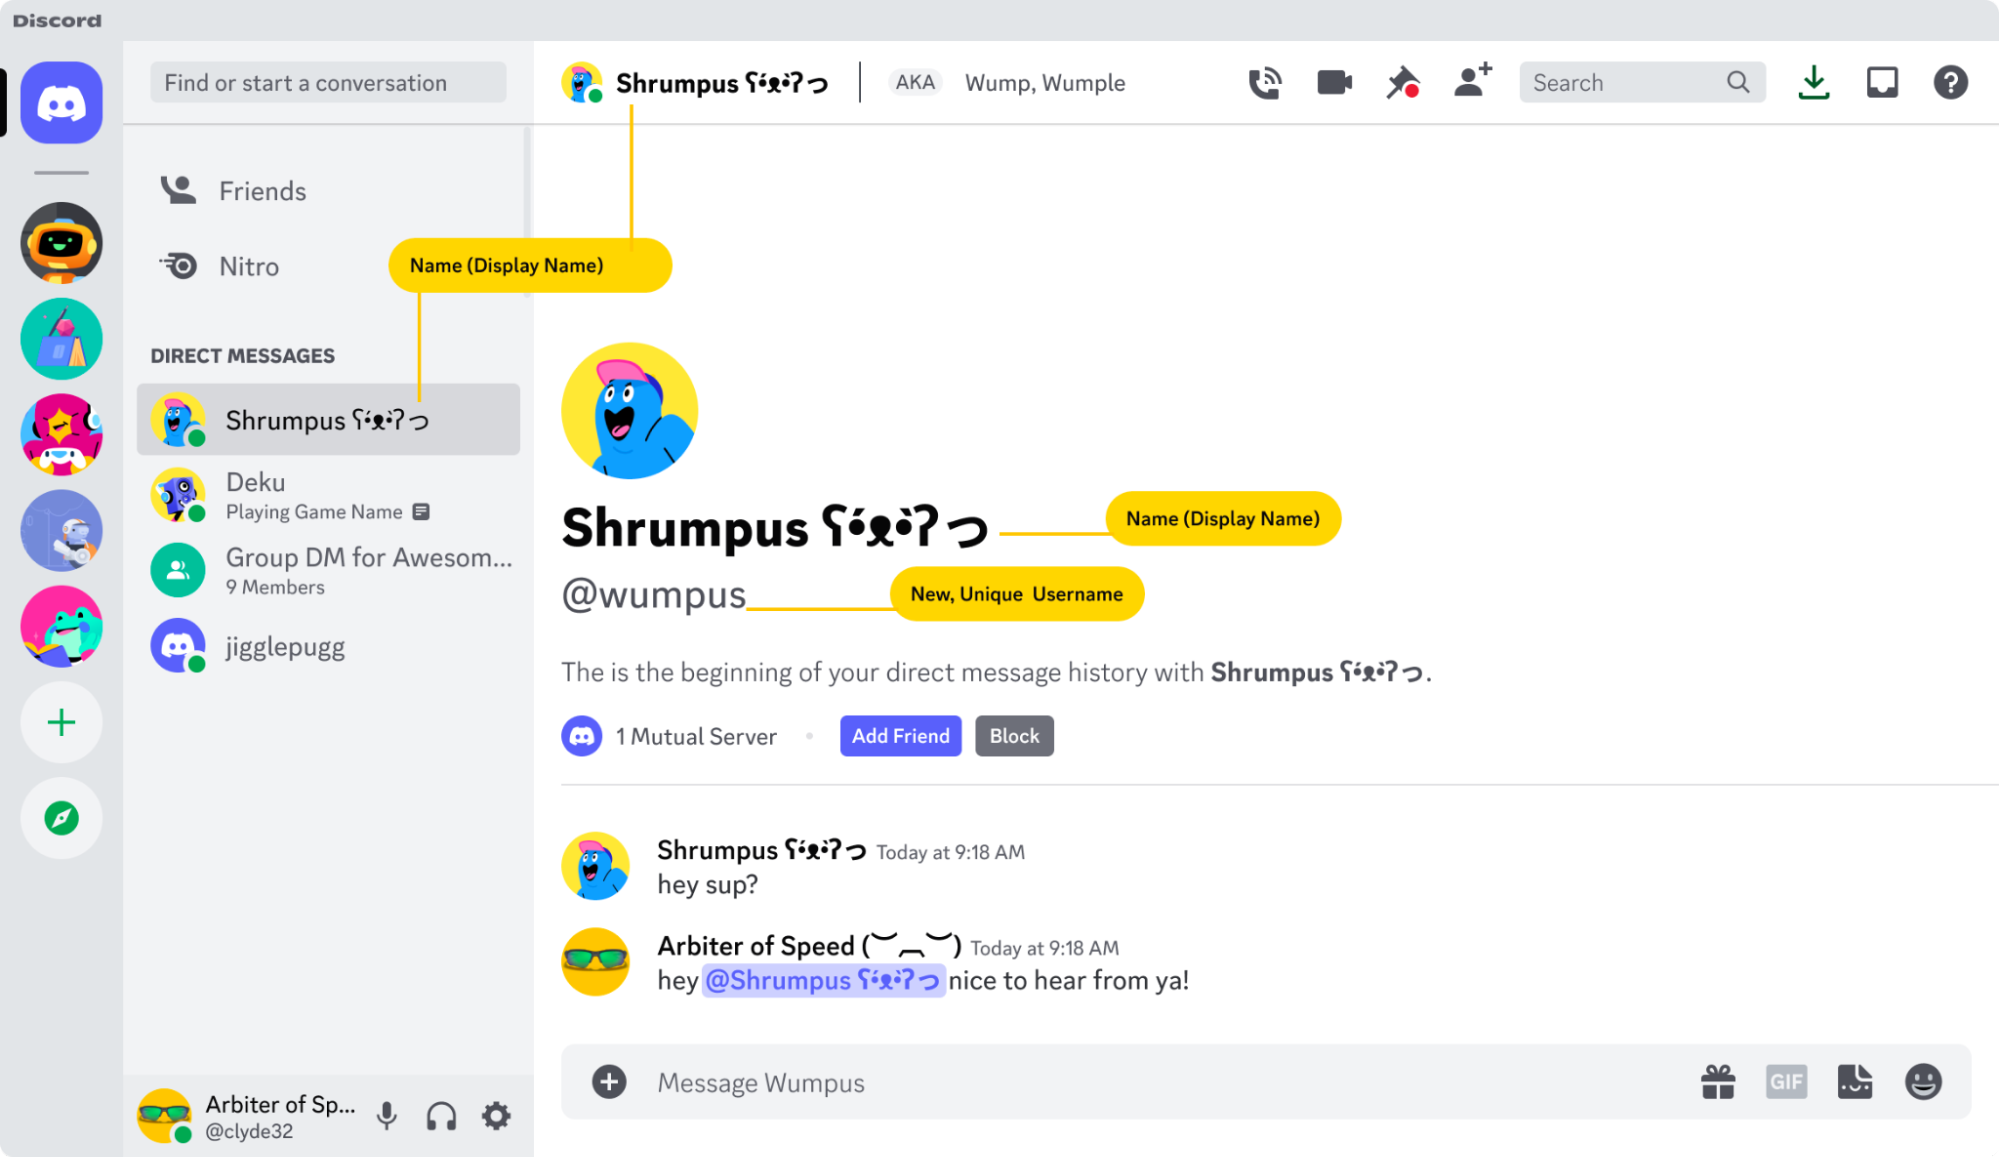 Discord
Find or start a conversation
Friends
Nitro
Name (Display Name)
DIRECT MESSAGES
Shrumpus ʕ•́ᴥ•̀ʔっ
Deku
Playing Game Name
Group DM for Awesom...
9 Members
jigglepugg
Arbiter of Sp...
@clyde32
Shrumpus ʕ•́ᴥ•̀ʔっ AKA Wump, Wumple
Search
Shrumpus ʕ•́ᴥ•̀ʔっ
Name (Display Name)
@wumpus
New, Unique Username
The is the beginning of your direct message history with Shrumpus ʕ•́ᴥ•̀ʔっ.
1 Mutual Server • Add Friend Block
Shrumpus ʕ•́ᴥ•̀ʔっ Today at 9:18 AM
hey sup?
Arbiter of Speed (︶︹︶) Today at 9:18 AM
hey @Shrumpus ʕ•́ᴥ•̀ʔっ nice to hear from ya!
Message Wumpus
GIF